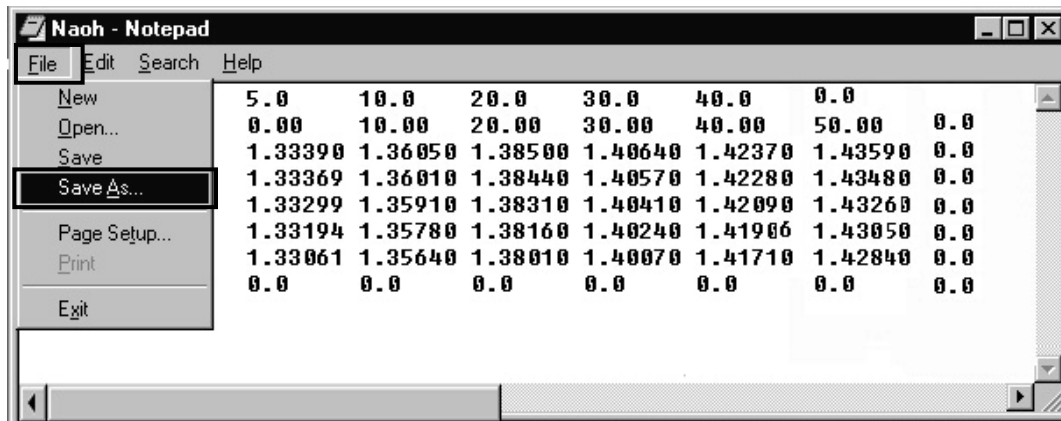 Naoh - Notepad
File Edit Search Help
New
Open...
Save
Save As...
Page Setup...
Print
Exit
5.0 10.0 20.0 30.0 40.0 0.0
0.00 10.00 20.00 30.00 40.00 50.00 0.0
1.33390 1.36050 1.38500 1.40640 1.42370 1.43590 0.0
1.33369 1.36010 1.38440 1.40570 1.42280 1.43480 0.0
1.33299 1.35910 1.38310 1.40410 1.42090 1.43260 0.0
1.33194 1.35780 1.38160 1.40240 1.41906 1.43050 0.0
1.33061 1.35640 1.38010 1.40070 1.41710 1.42840 0.0
0.0 0.0 0.0 0.0 0.0 0.0 0.0